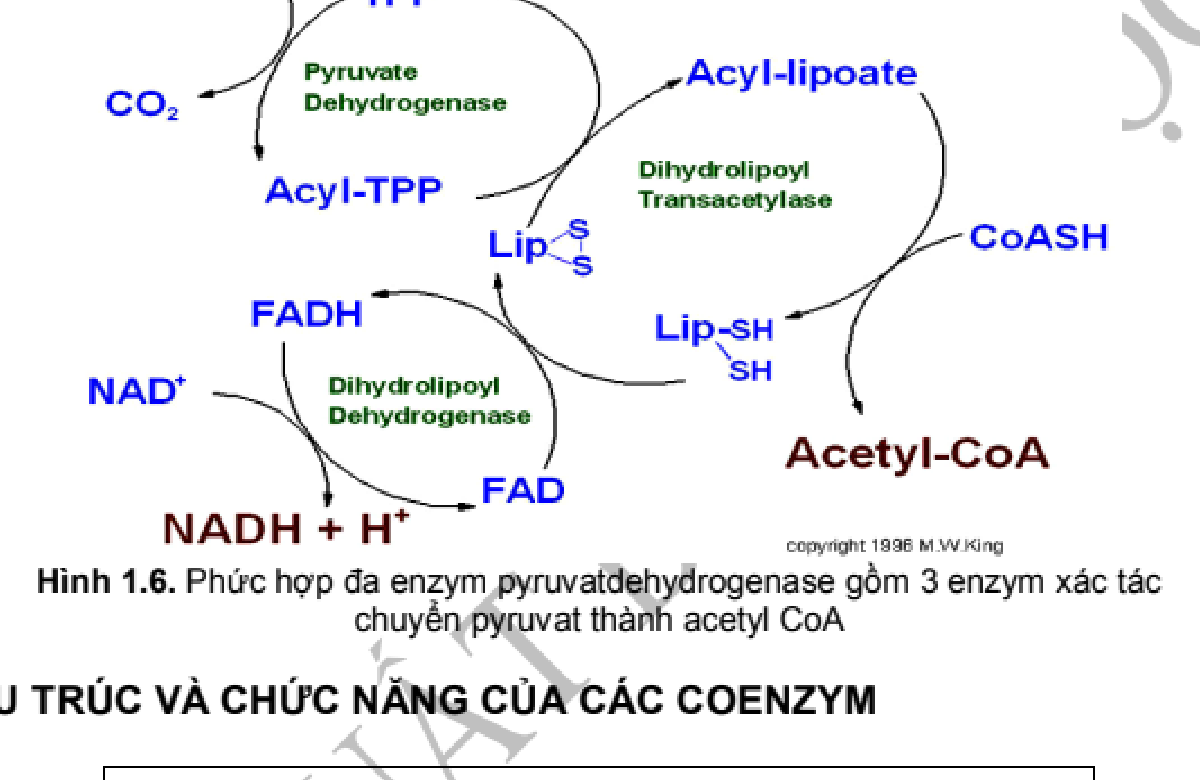 Pyruvate
Dehydrogenase
CO₂
Acyl-lipoate
Acyl-TPP
Dihydrolipoyl
Transacetylase
Lip
S
S
CoASH
FADH
Lip-SH
SH
NAD⁺
Dihydrolipoyl
Dehydrogenase
Acetyl-CoA
FAD
NADH + H⁺
copyright 1996 M.W.King
Hình 1.6. Phức hợp đa enzym pyruvatdehydrogenase gồm 3 enzym xác tác
chuyển pyruvat thành acetyl CoA
U TRÚC VÀ CHỨC NĂNG CỦA CÁC COENZYM